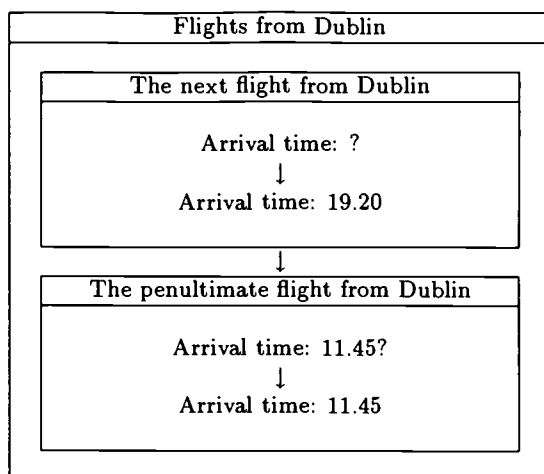 Flights from Dublin
The next flight from Dublin
Arrival time: ?
↓
Arrival time: 19.20
↓
The penultimate flight from Dublin
Arrival time: 11.45?
↓
Arrival time: 11.45